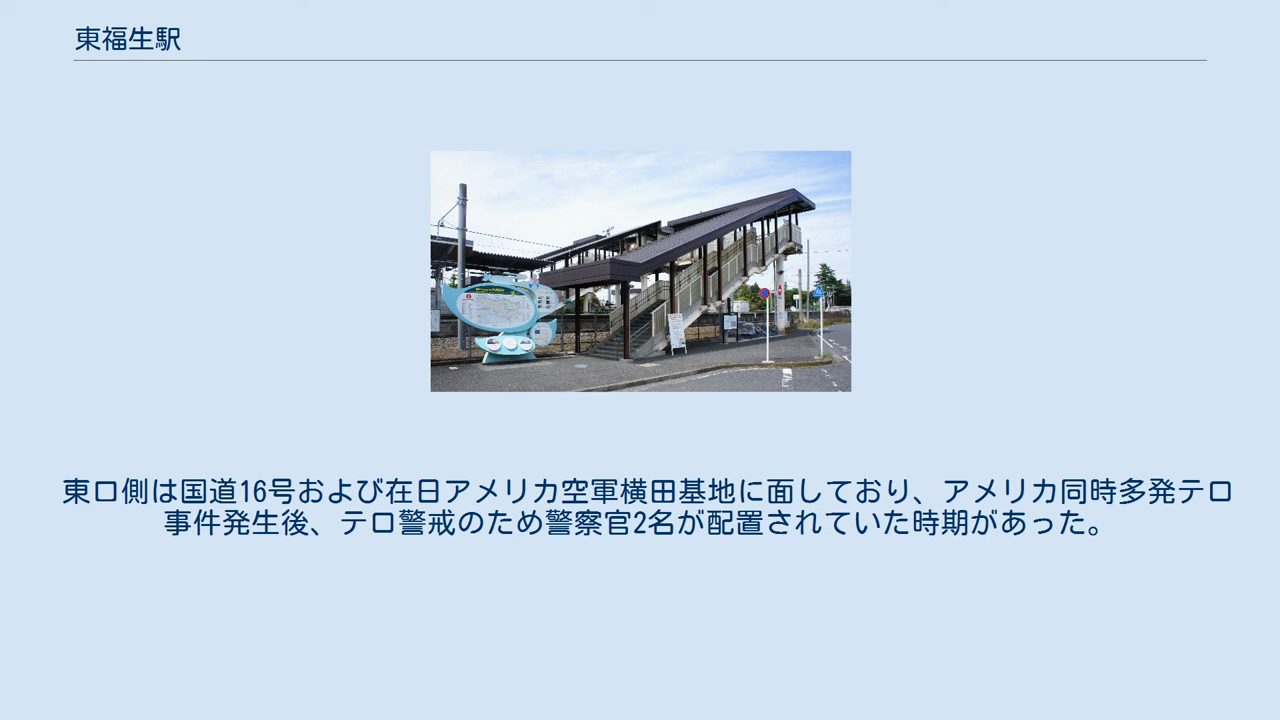 東福生駅
東口側は国道16号および在日アメリカ空軍横田基地に面しており、アメリカ同時多発テロ
事件発生後、テロ警戒のため警察官2名が配置されていた時期があった。